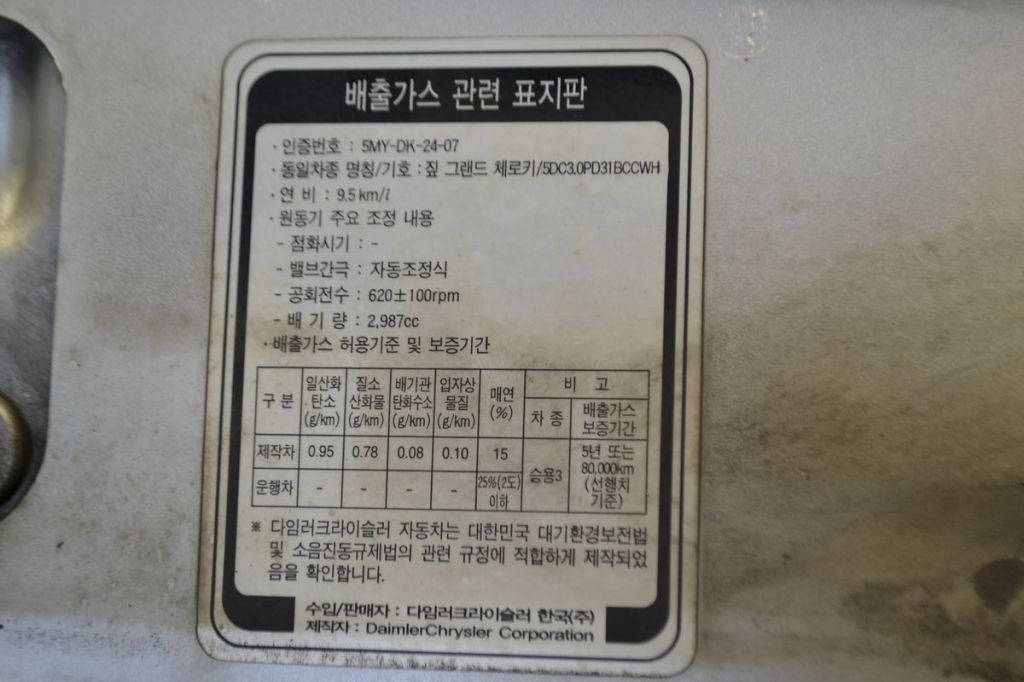 배출가스 관련 표지판
· 인증번호 : 5MY-DK-24-07
· 동일차종 명칭/기호 : 짚 그랜드 체로키/5DC3.0PD31BCCWH
· 연 비 : 9.5km/l
· 원동기 주요 조정 내용
- 점화시기 : -
- 밸브간극 : 자동조정식
- 공회전수 : 620±100rpm
- 배 기 량 : 2,987cc
· 배출가스 허용기준 및 보증기간
구 분 일산화 탄소 (g/km) 질소 산화물 (g/km) 배기관 탄화수소 (g/km) 입자상 물질 (g/km) 매연 (%) 비 고
차 종 배출가스 보증기간
제작차 0.95 0.78 0.08 0.10 15 승용3 5년 또는 80,000km (선행치 기준)
운행차 - - - - 25%(2도) 이하
※ 다임러크라이슬러 자동차는 대한민국 대기환경보전법
및 소음진동규제법의 관련 규정에 적합하게 제작되었
음을 확인합니다.
수입/판매자 : 다임러크라이슬러 한국(주)
제작자 : DaimlerChrysler Corporation